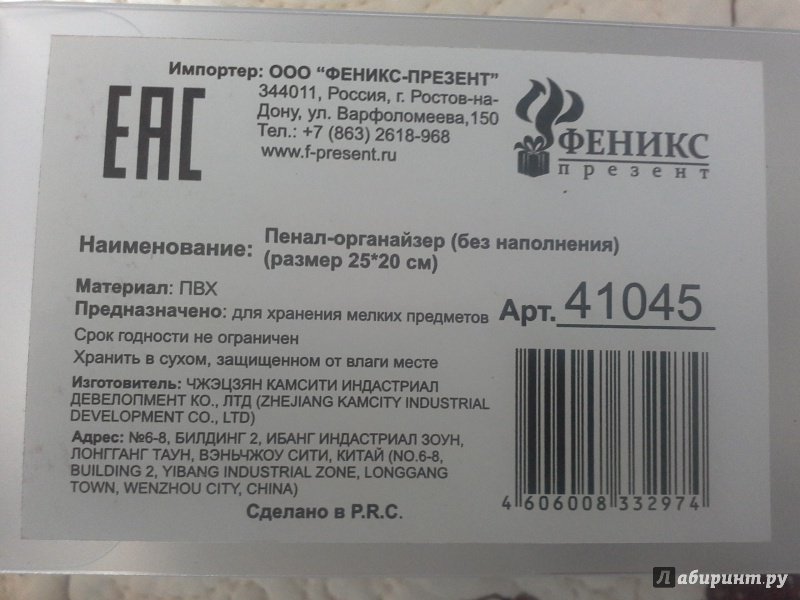 EAC
Импортер: ООО "ФЕНИКС-ПРЕЗЕНТ"
344011, Россия, г. Ростов-на-
Дону, ул. Варфоломеева,150
Тел.: +7 (863) 2618-968
www.f-present.ru
ФЕНИКС
презент
Наименование: Пенал-органайзер (без наполнения)
(размер 25*20 см)
Материал: ПВХ
Предназначено: для хранения мелких предметов
Арт. 41045
Срок годности не ограничен
Хранить в сухом, защищенном от влаги месте
Изготовитель: ЧЖЭЦЗЯН КАМСИТИ ИНДАСТРИАЛ
ДЕВЕЛОПМЕНТ КО., ЛТД (ZHEJIANG KAMCITY INDUSTRIAL
DEVELOPMENT CO., LTD)
Адрес: №6-8, БИЛДИНГ 2, ИБАНГ ИНДАСТРИАЛ ЗОУН,
ЛОНГГАНГ ТАУН, ВЭНЬЧЖОУ СИТИ, КИТАЙ (NO.6-8,
BUILDING 2, YIBANG INDUSTRIAL ZONE, LONGGANG
TOWN, WENZHOU CITY, CHINA)
Сделано в P.R.C.
4 606008 332974
Лабиринт.ру